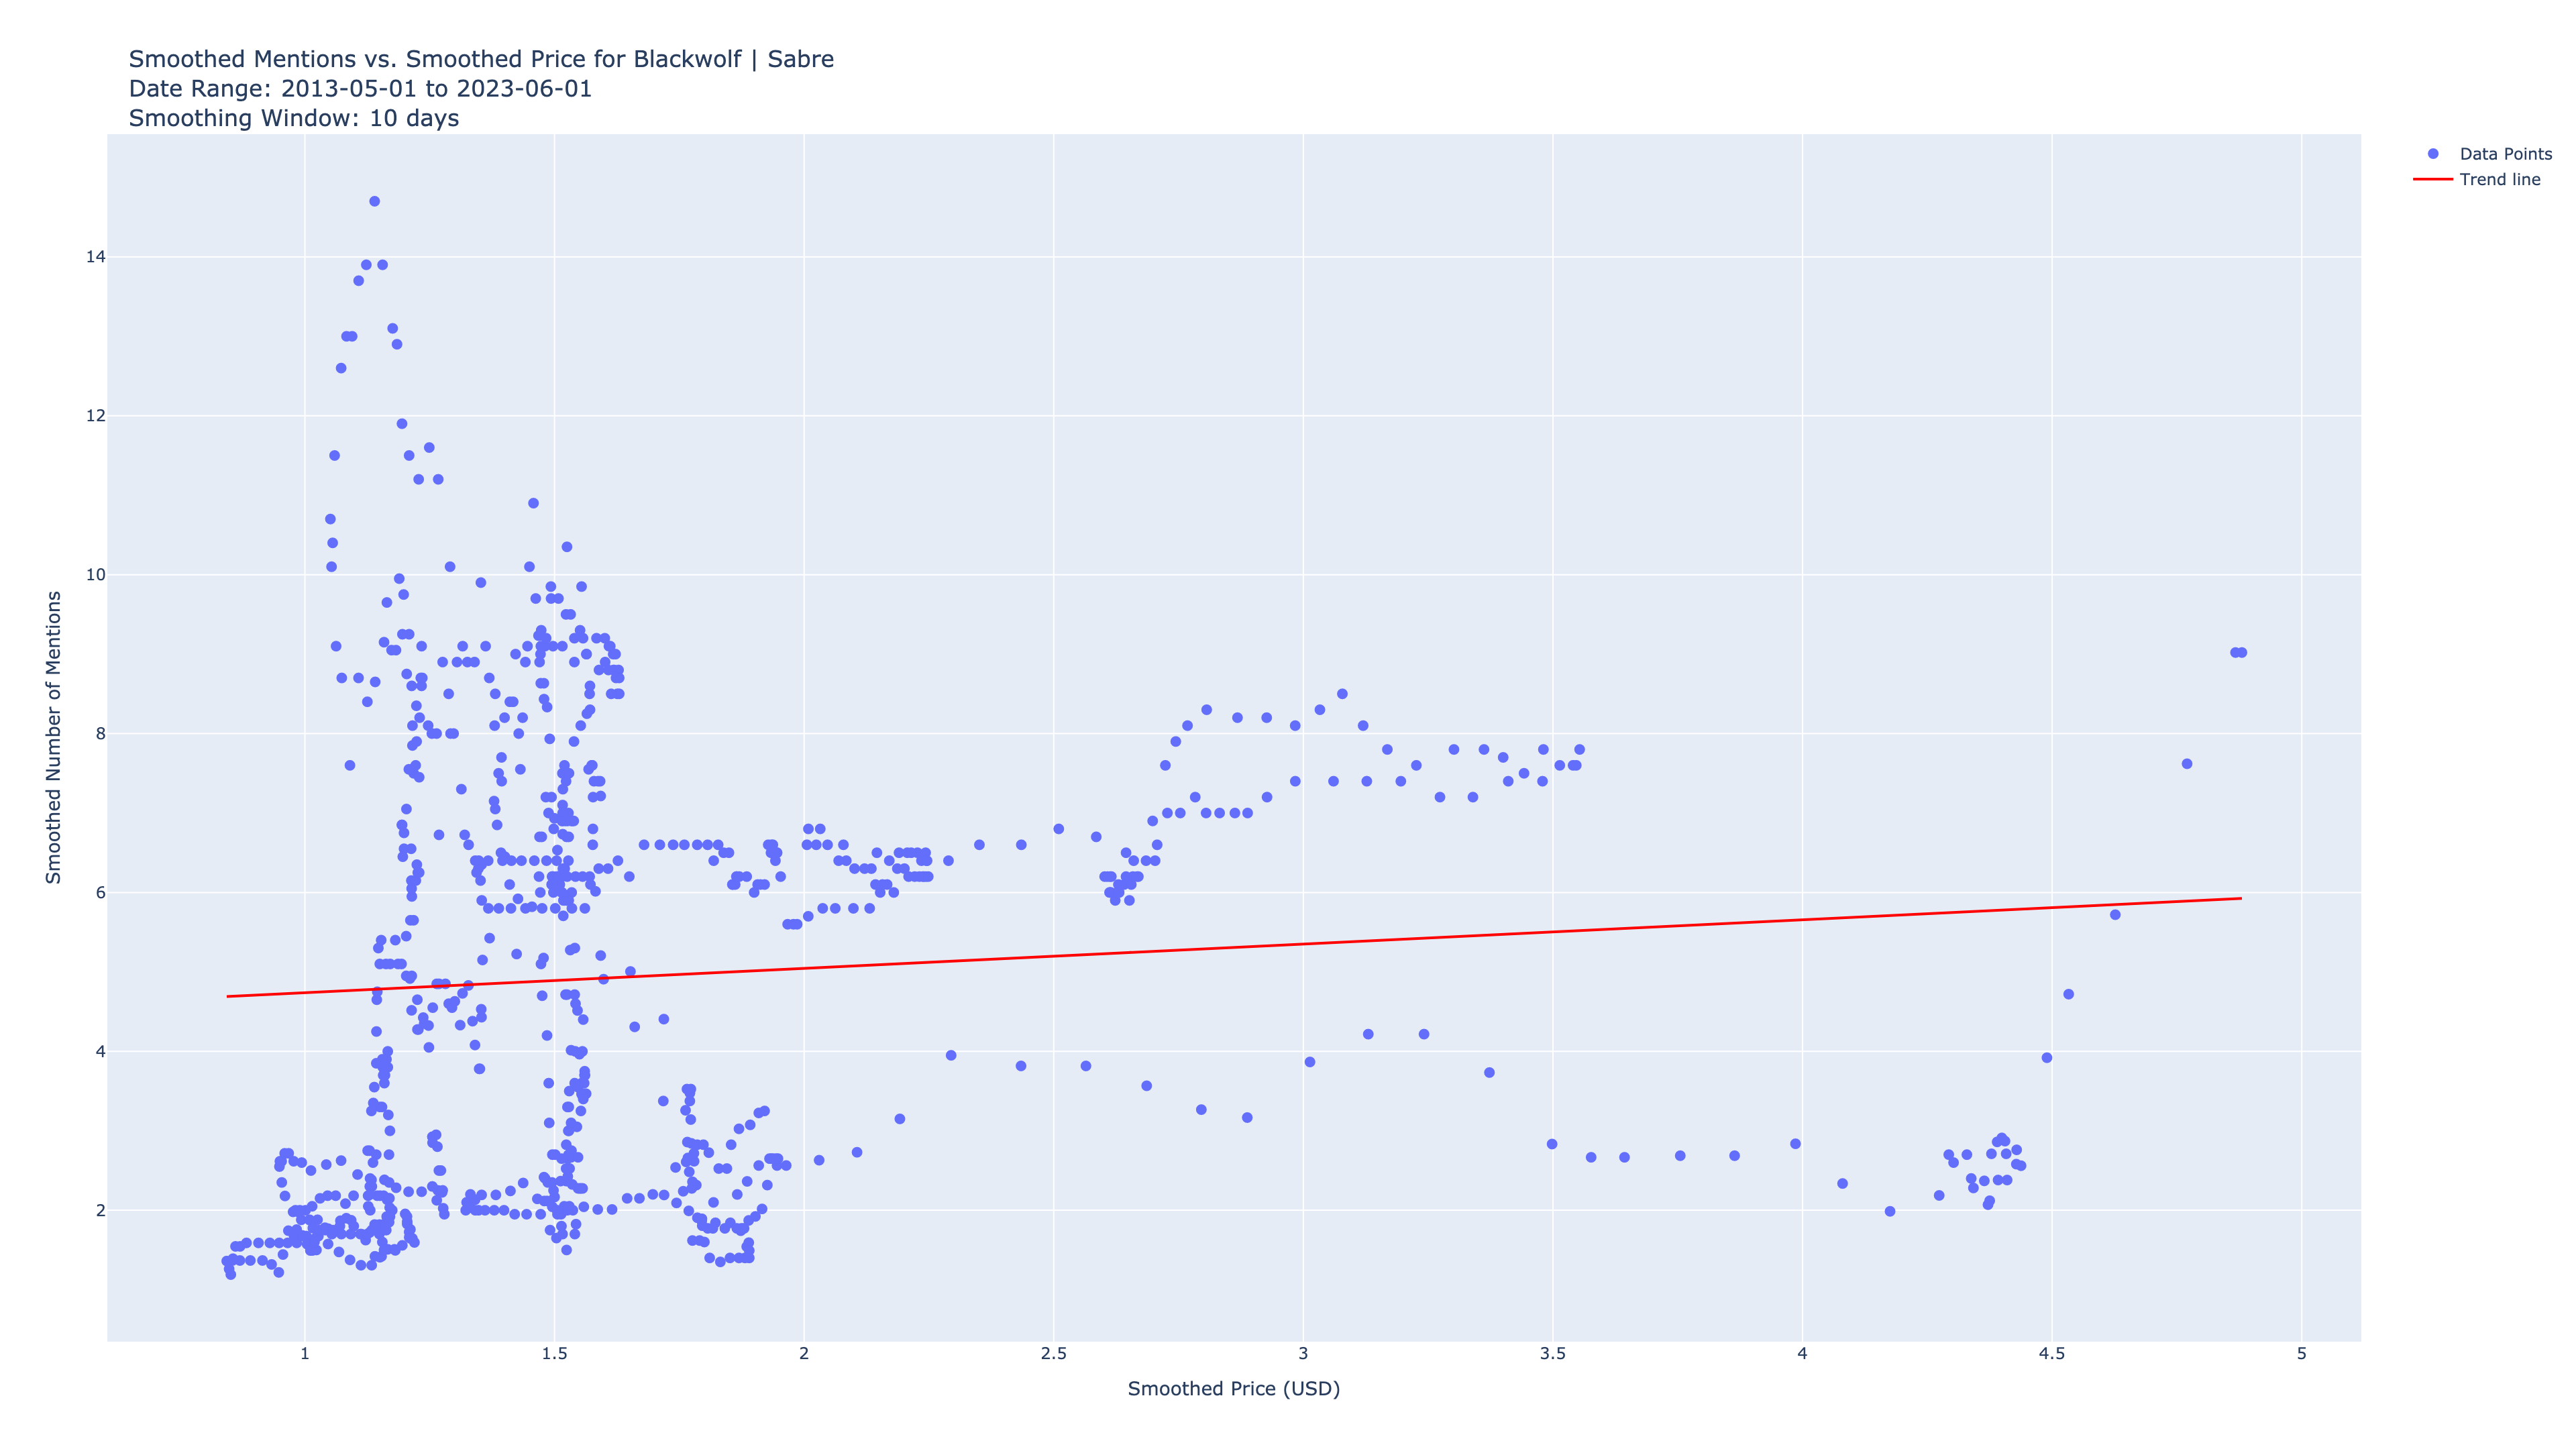 Smoothed Mentions vs. Smoothed Price for Blackwolf | Sabre
Date Range: 2013-05-01 to 2023-06-01
Smoothing Window: 10 days
Data Points
Trend line
14
12
10
8
6
4
2
Smoothed Number of Mentions
1 1.5 2 2.5 3 3.5 4 4.5 5
Smoothed Price (USD)